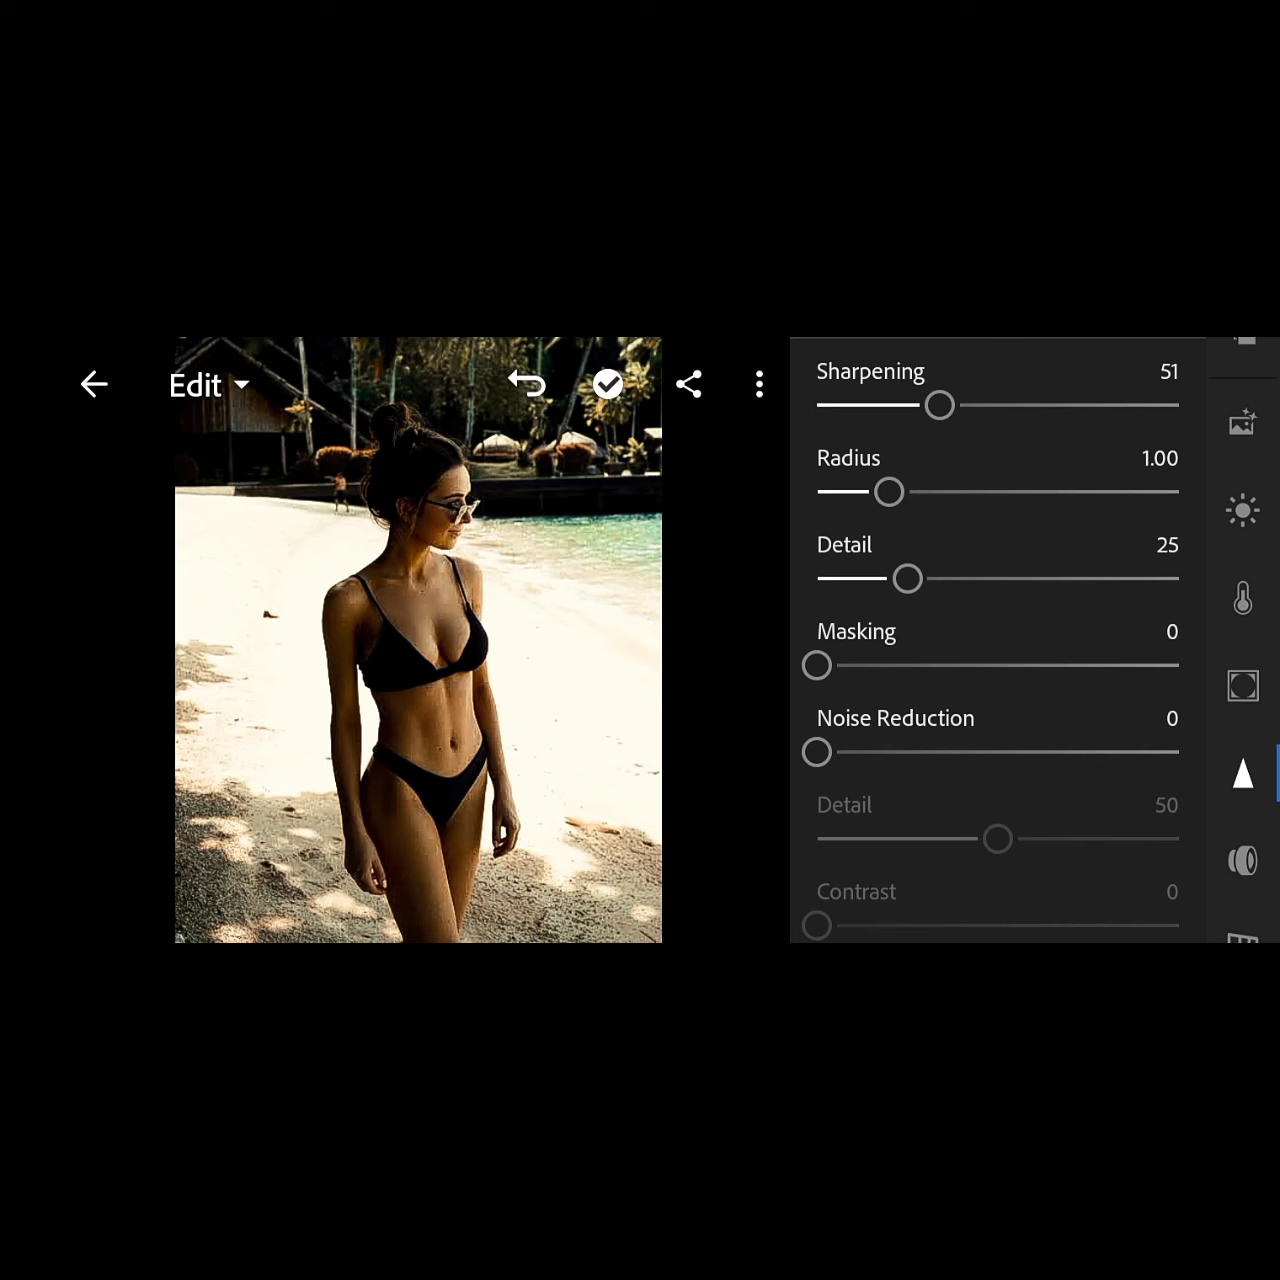 Edit
Sharpening 51
Radius 1.00
Detail 25
Masking 0
Noise Reduction 0
Detail 50
Contrast 0